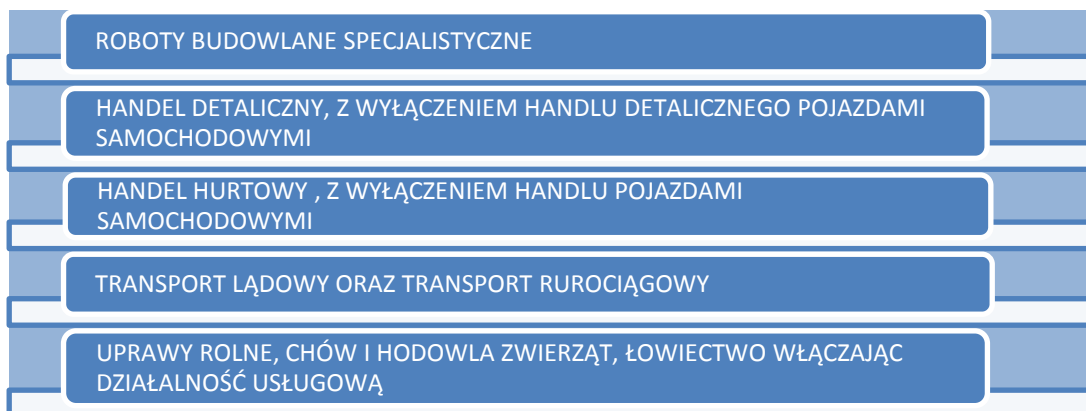 ROBOTY BUDOWLANE SPECJALISTYCZNE
HANDEL DETALICZNY, Z WYŁĄCZENIEM HANDLU DETALICZNEGO POJAZDAMI
SAMOCHODOWYMI
HANDEL HURTOWY , Z WYŁĄCZENIEM HANDLU POJAZDAMI
SAMOCHODOWYMI
TRANSPORT LĄDOWY ORAZ TRANSPORT RUROCIĄGOWY
UPRAWY ROLNE, CHÓW I HODOWLA ZWIERZĄT, ŁOWIECTWO WŁĄCZAJĄC
DZIAŁALNOŚĆ USŁUGOWĄ